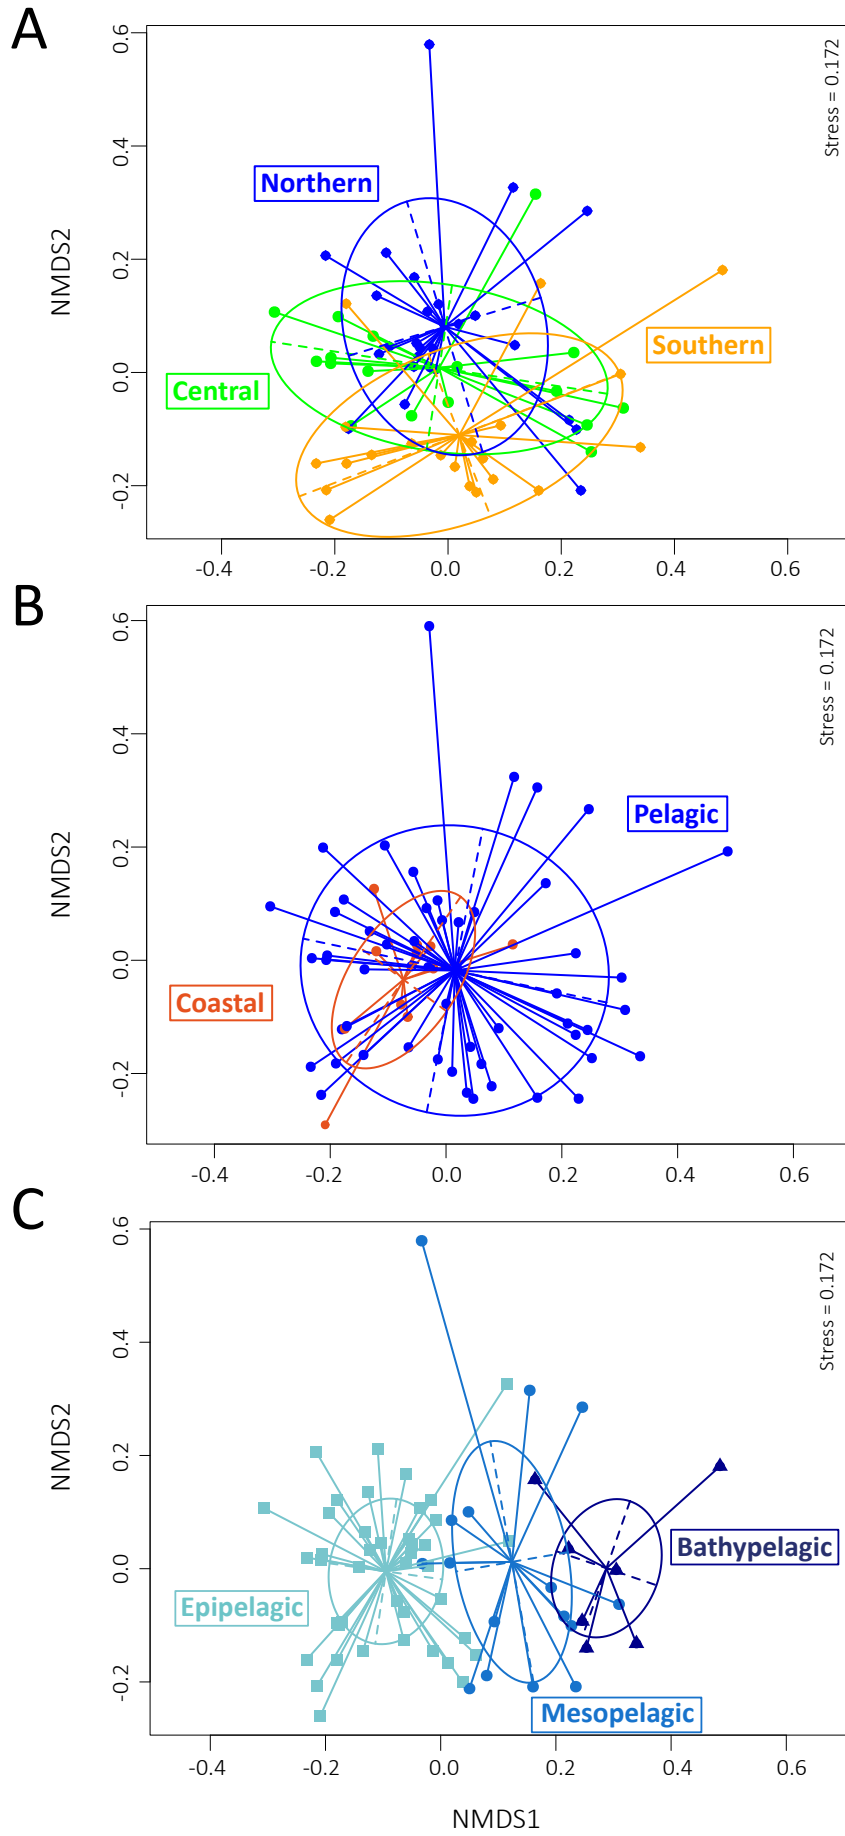 A
0.6
0.4
0.2
0.0
-0.2
NMDS2
Stress = 0.172
Northern
Southern
Central
-0.4 -0.2 0.0 0.2 0.4 0.6
B
0.6
0.4
0.2
0.0
-0.2
NMDS2
Stress = 0.172
Pelagic
Coastal
-0.4 -0.2 0.0 0.2 0.4 0.6
C
0.6
0.4
0.2
0.0
-0.2
NMDS2
Stress = 0.172
Bathypelagic
Epipelagic
Mesopelagic
-0.4 -0.2 0.0 0.2 0.4 0.6
NMDS1